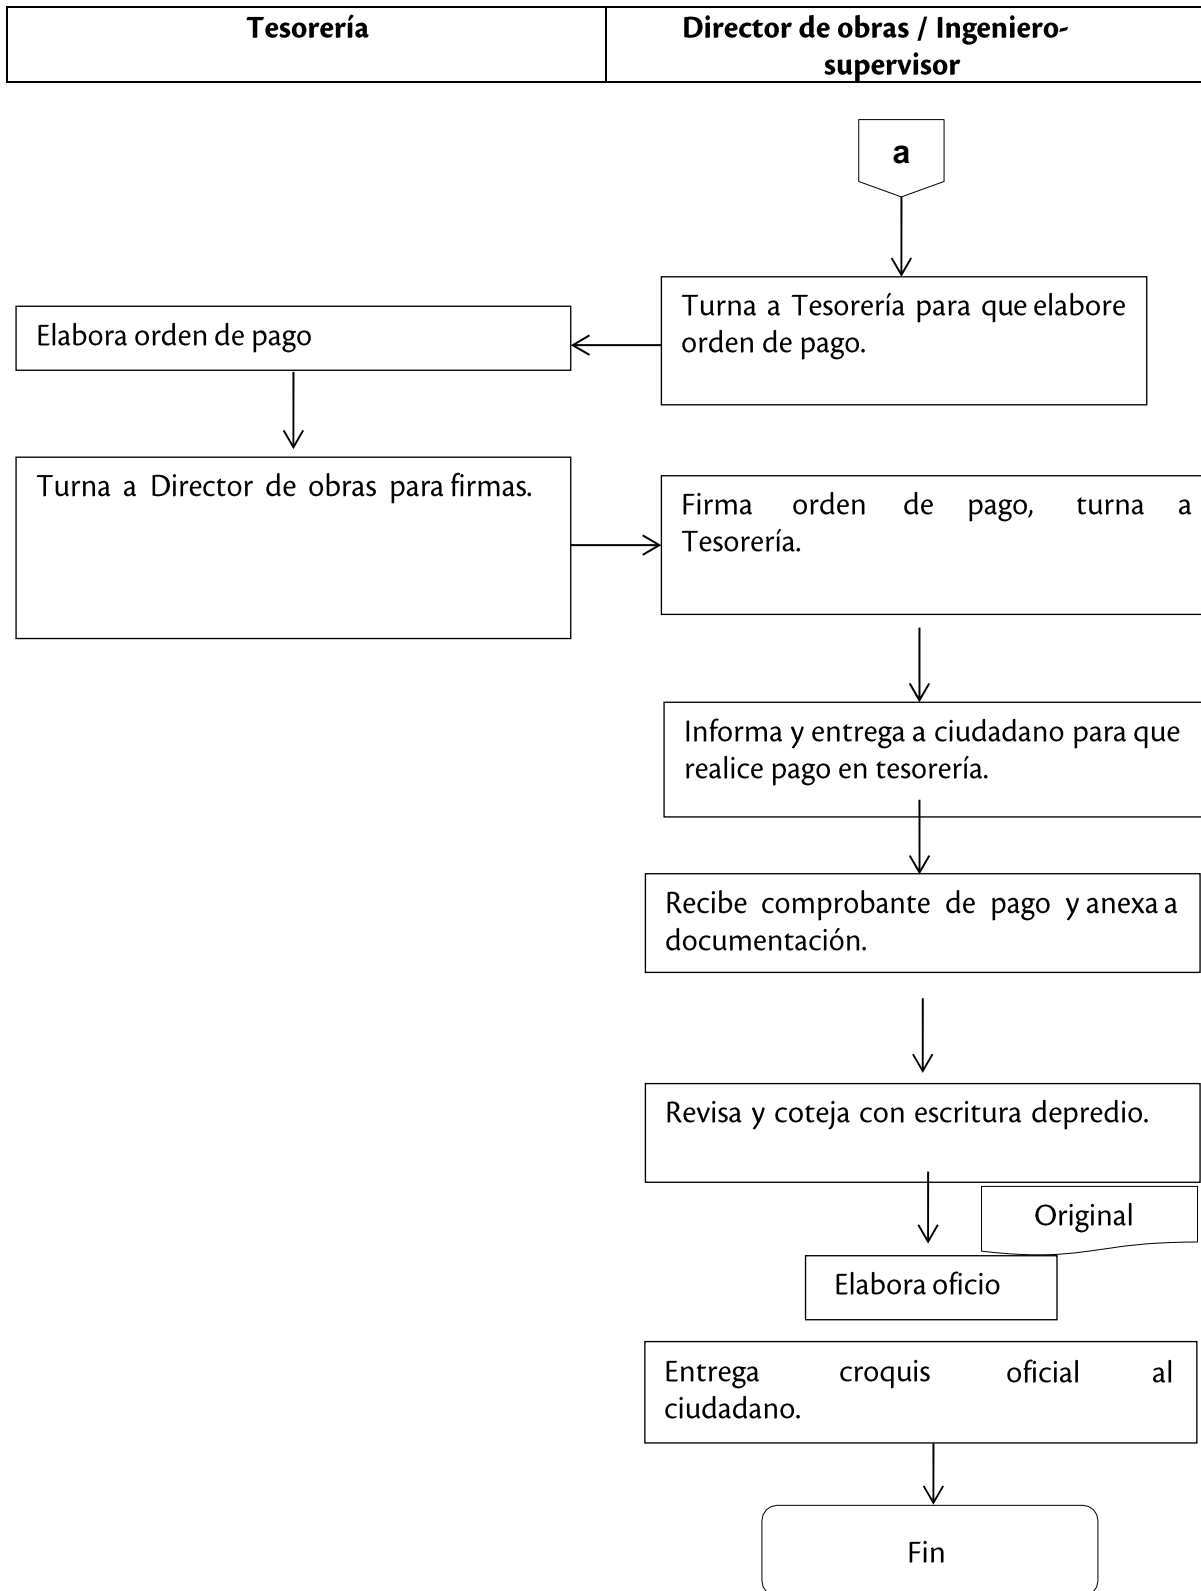 Tesorería
Director de obras / Ingeniero-
supervisor
a
Turna a Tesorería para que elabore
orden de pago.
Elabora orden de pago
Turna a Director de obras para firmas.
Firma orden de pago, turna a
Tesorería.
Informa y entrega a ciudadano para que
realice pago en tesorería.
Recibe comprobante de pago y anexa a
documentación.
Revisa y coteja con escritura depredio.
Original
Elabora oficio
Entrega croquis oficial al
ciudadano.
Fin